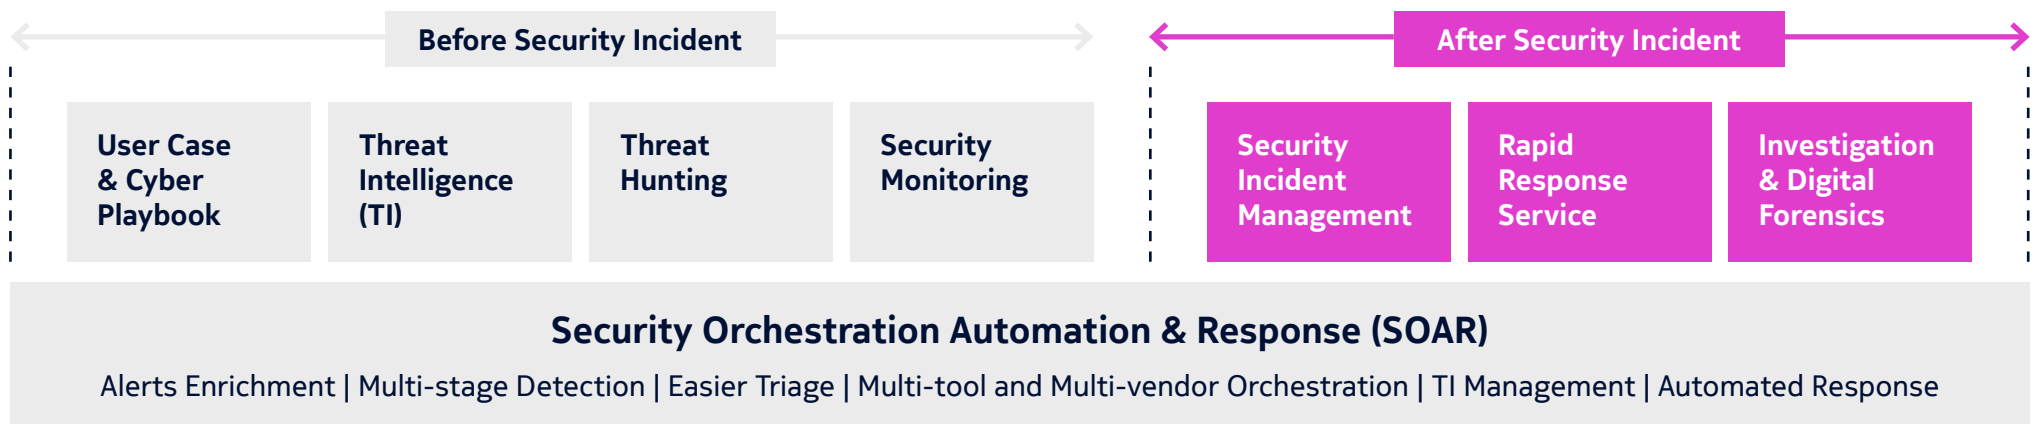 Before Security Incident
After Security Incident
User Case
& Cyber
Playbook
Threat
Intelligence
(TI)
Threat
Hunting
Security
Monitoring
Security
Incident
Management
Rapid
Response
Service
Investigation
& Digital
Forensics
Security Orchestration Automation & Response (SOAR)
Alerts Enrichment | Multi-stage Detection | Easier Triage | Multi-tool and Multi-vendor Orchestration | TI Management | Automated Response